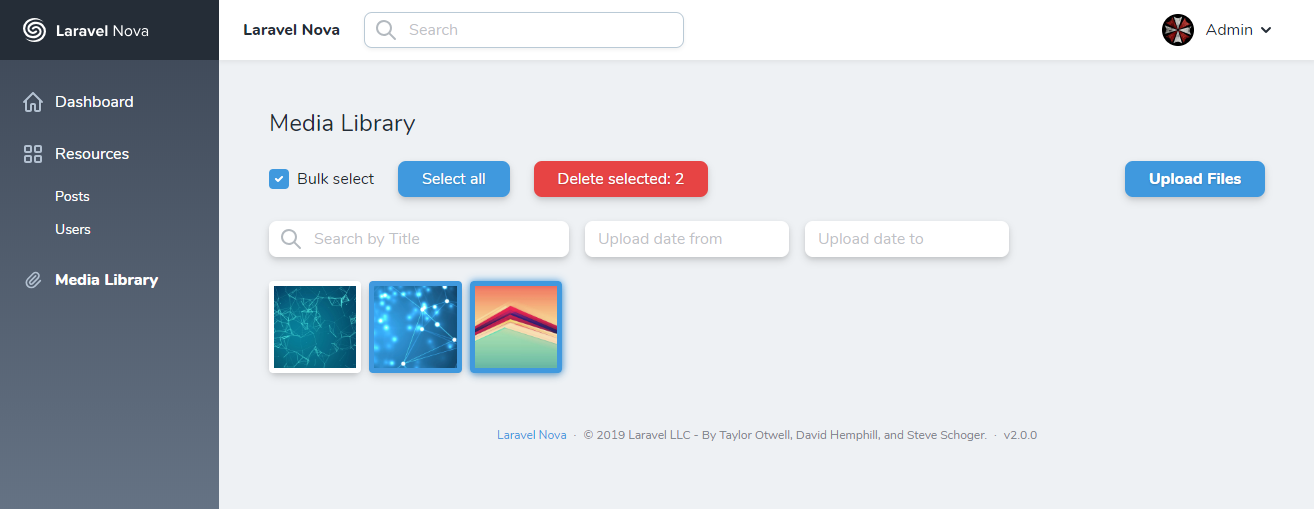 Laravel Nova
Laravel Nova
Search
Admin
Dashboard
Resources
Posts
Users
Media Library
Media Library
Bulk select
Select all
Delete selected: 2
Upload Files
Search by Title
Upload date from
Upload date to
Laravel Nova · © 2019 Laravel LLC - By Taylor Otwell, David Hemphill, and Steve Schoger. · v2.0.0